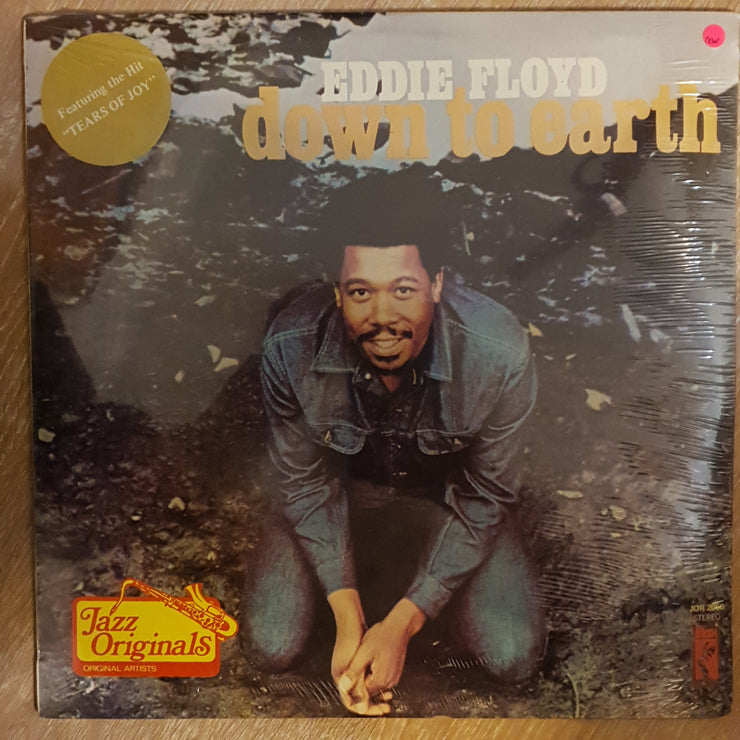 Featuring the Hit
"TEARS OF JOY"
EDDIE FLOYD
down to earth
Jazz
Originals
ORIGINAL ARTISTS
STEREO